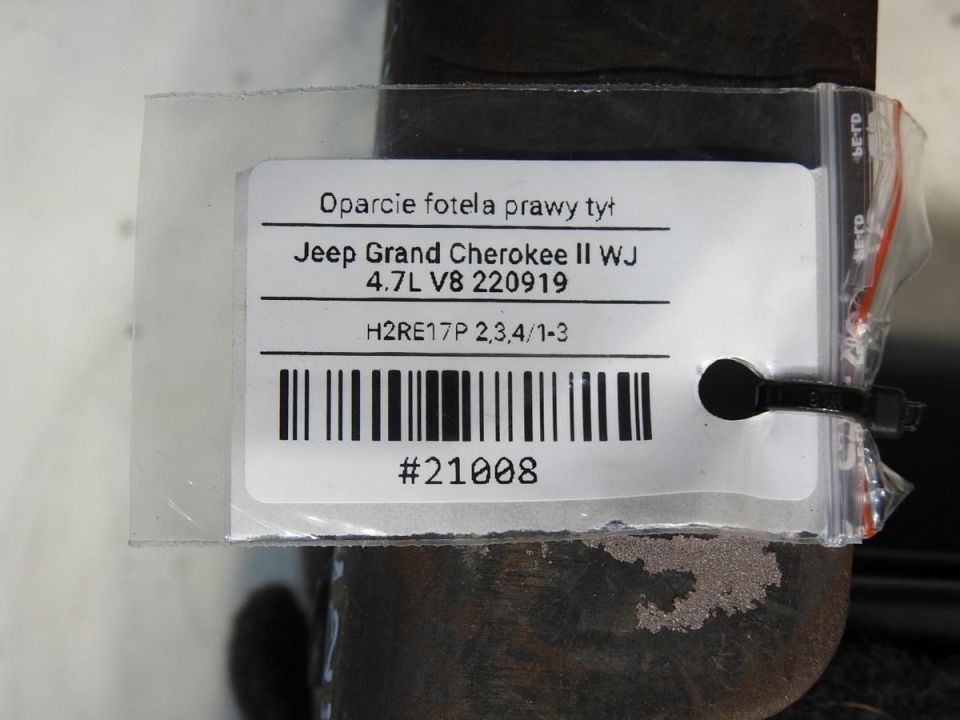 Oparcie fotela prawy tył
Jeep Grand Cherokee II WJ
4.7L V8 220919
H2RE17P 2,3,4/1-3
#21008